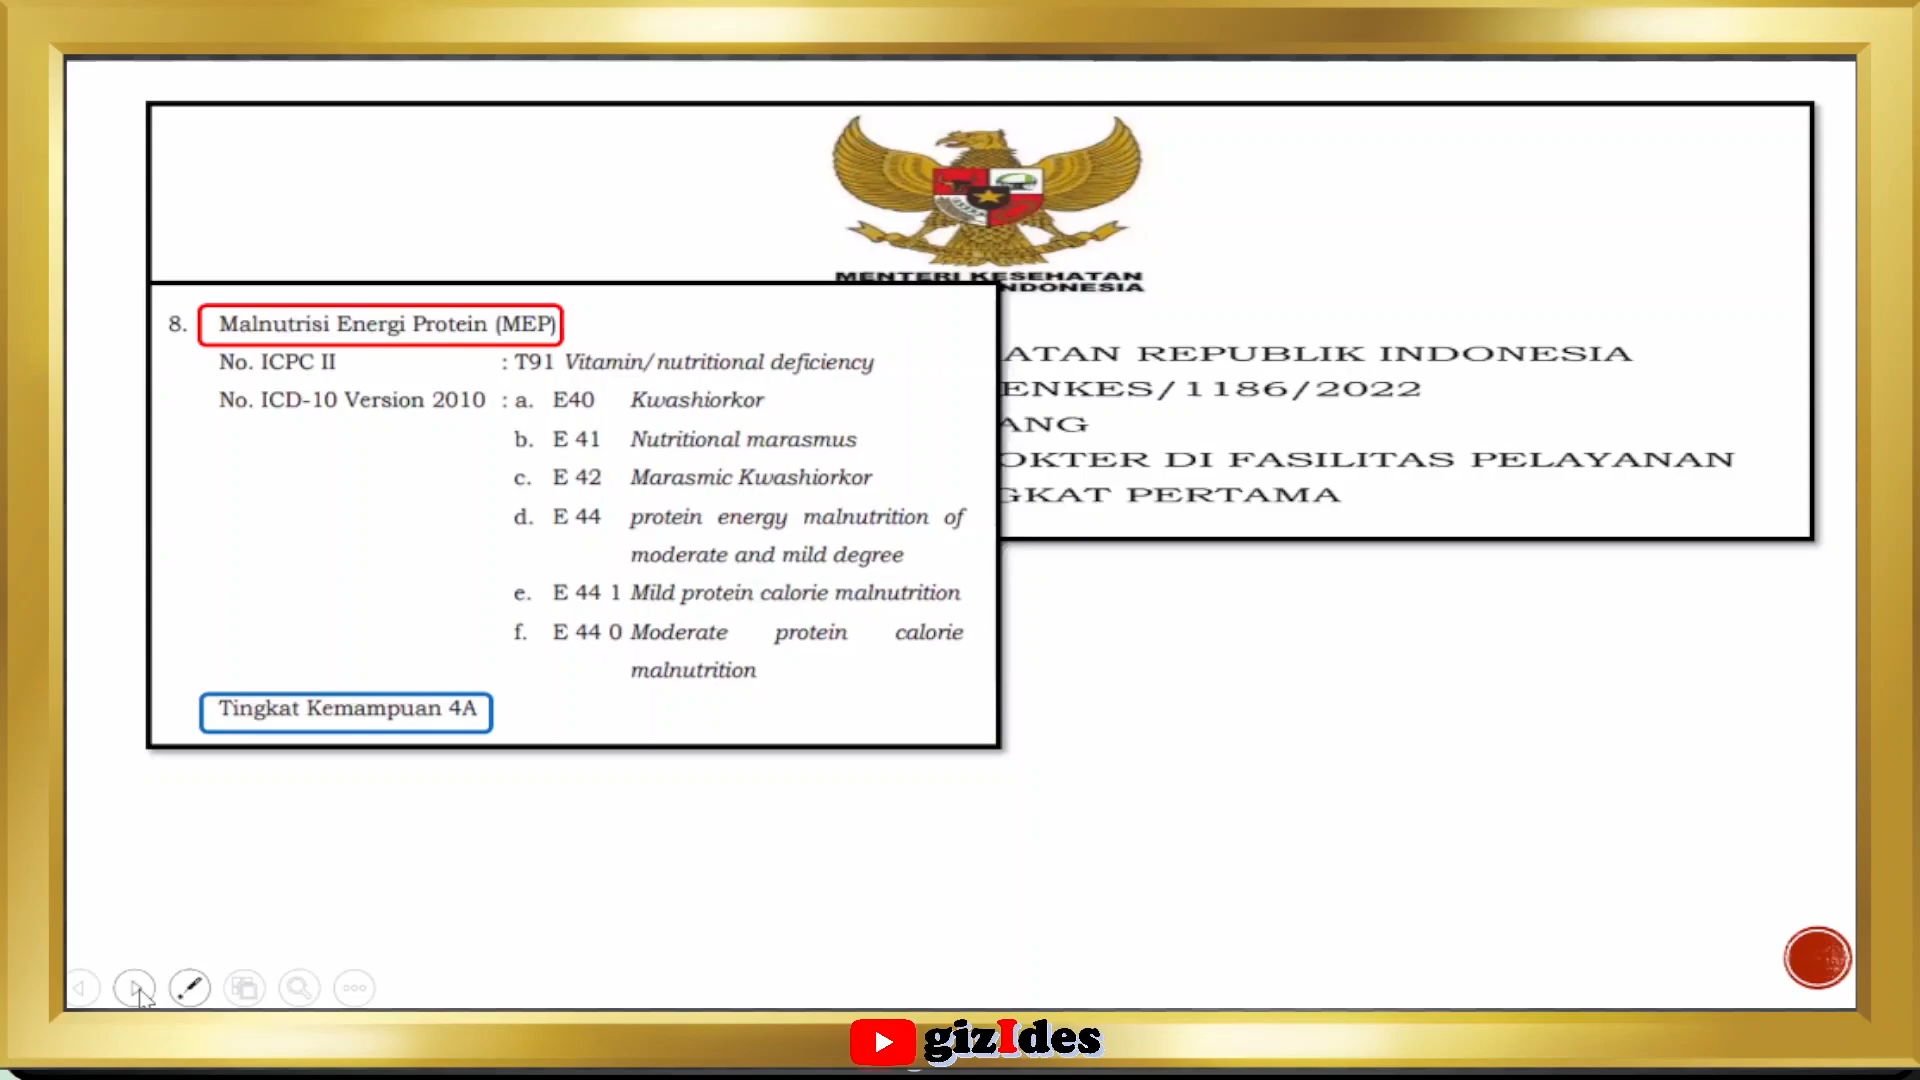 MENTERI KESEHATAN
INDONESIA
ATAN REPUBLIK INDONESIA
ENKES/1186/2022
ANG
OKTER DI FASILITAS PELAYANAN
GKAT PERTAMA
8. Malnutrisi Energi Protein (MEP)
No. ICPC II : T91 Vitamin/nutritional deficiency
No. ICD-10 Version 2010 : a. E40 Kwashiorkor
b. E 41 Nutritional marasmus
c. E 42 Marasmic Kwashiorkor
d. E 44 protein energy malnutrition of
moderate and mild degree
e. E 44 1 Mild protein calorie malnutrition
f. E 44 0 Moderate protein calorie
malnutrition
Tingkat Kemampuan 4A
gizIdes